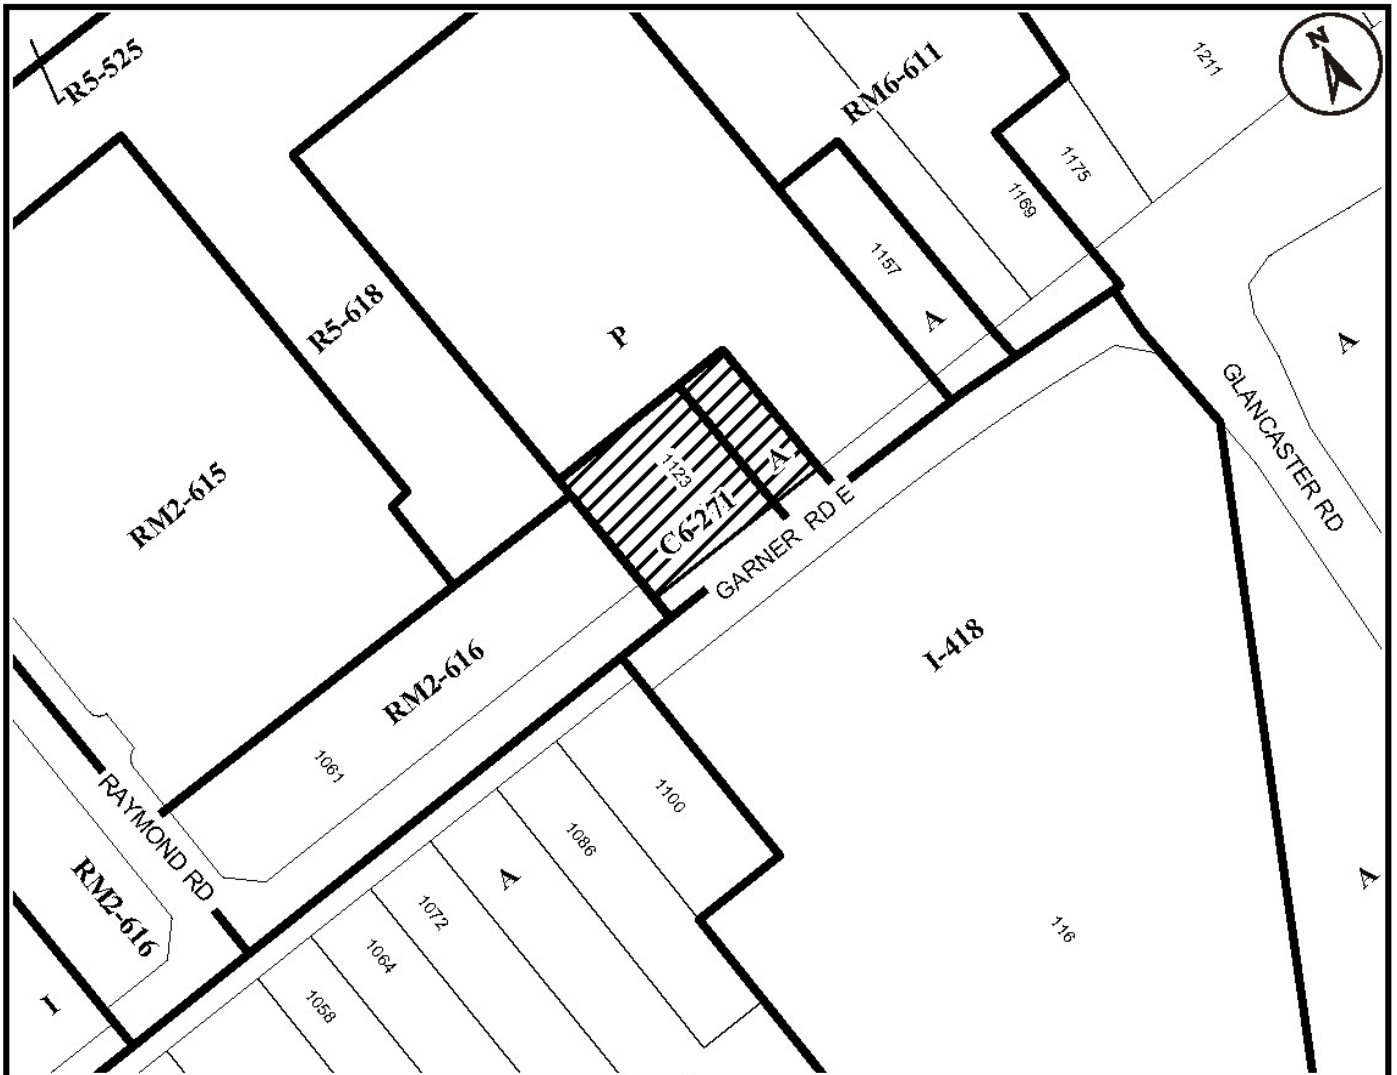 R5-525
N
1211
RM6-611
1175
1169
1157
A
R5-618
P
A
GLANCASTER RD
RM2-615
1123
A
C6-271
GARNER RD E
I-418
RM2-616
1061
1100
1086
RAYMOND RD
A
A
RM2-616
1072
116
1064
I
1058